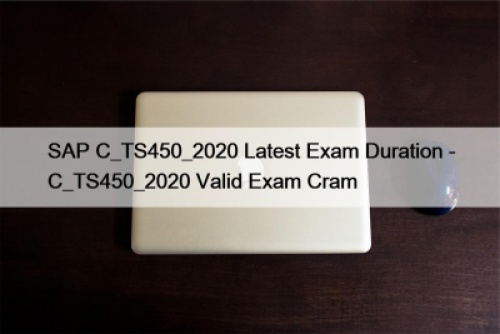 SAP C_TS450_2020 Latest Exam Duration -
C_TS450_2020 Valid Exam Cram